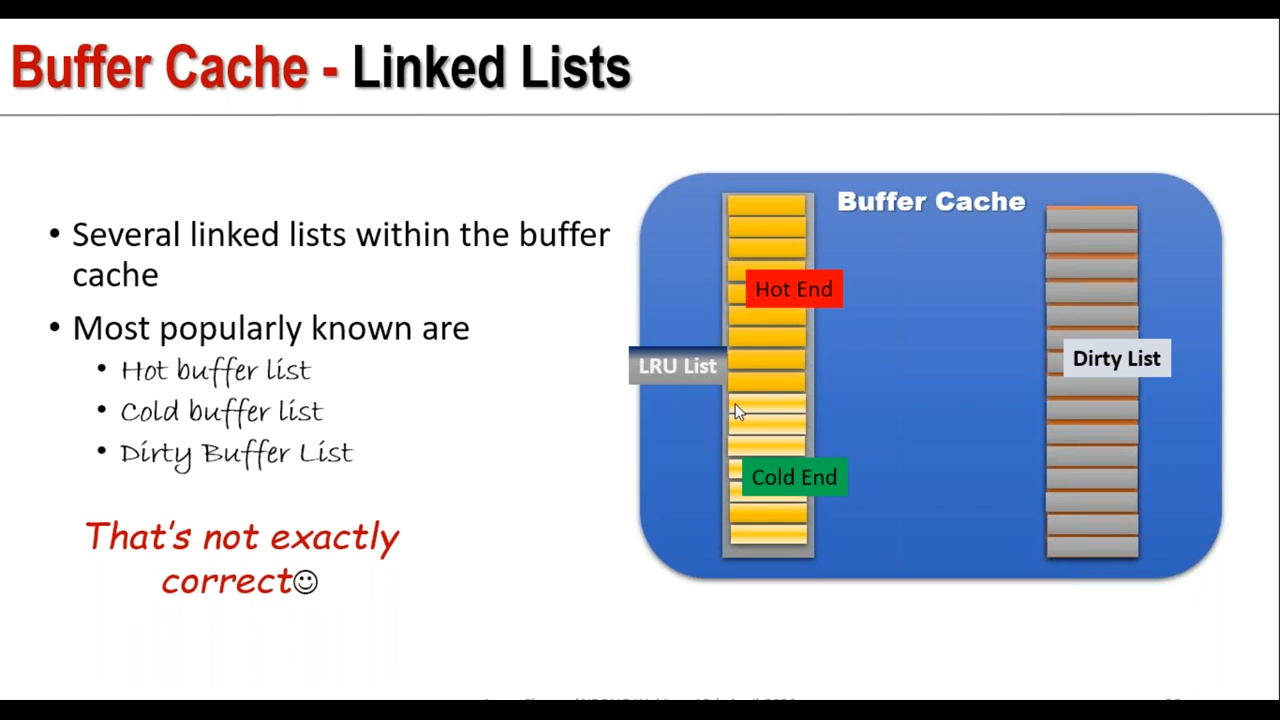 Buffer Cache - Linked Lists
• Several linked lists within the buffer
cache
• Most popularly known are
• Hot buffer list
• Cold buffer list
• Dirty Buffer List
That's not exactly
correct☺
Buffer Cache
Hot End
LRU List
Dirty List
Cold End